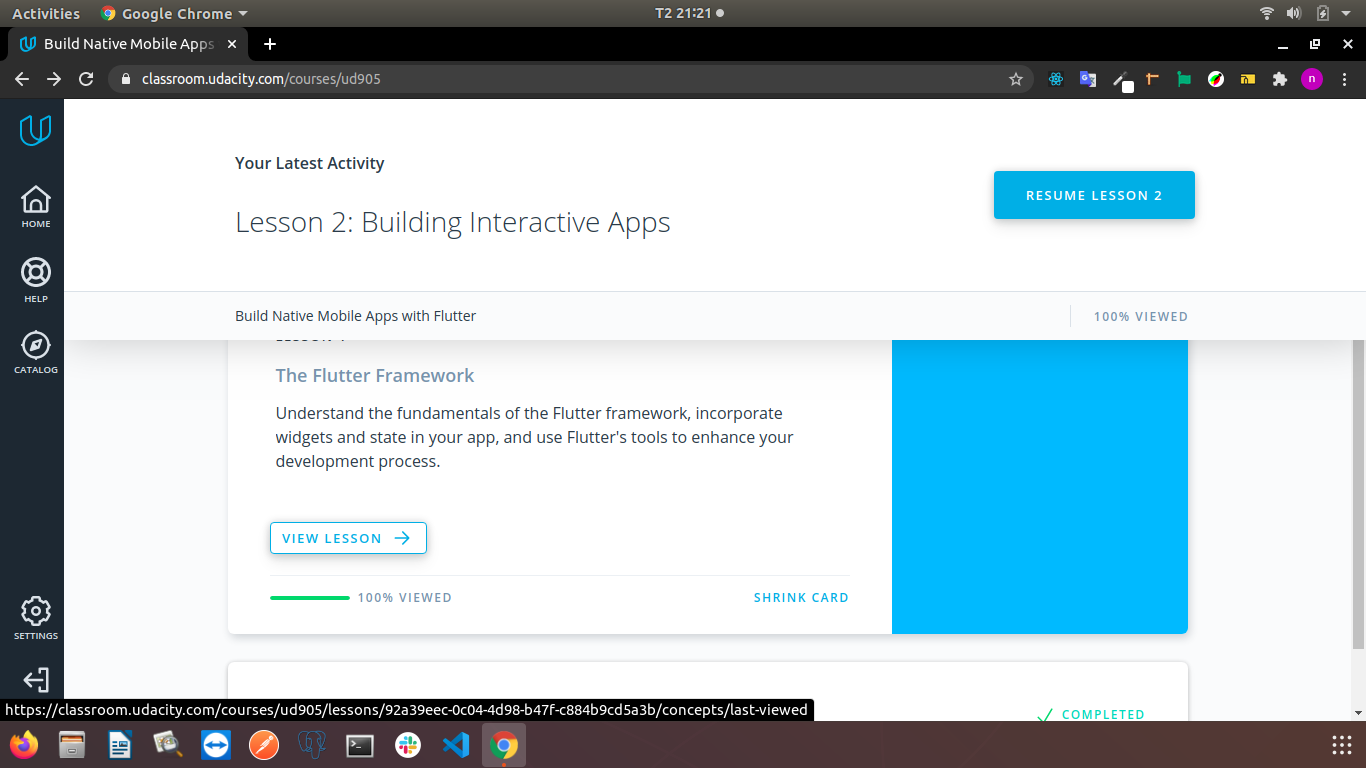 Activities
Google Chrome
T2 21:21
Build Native Mobile Apps
classroom.udacity.com/courses/ud905
n
Your Latest Activity
RESUME LESSON 2
Lesson 2: Building Interactive Apps
HOME
HELP
CATALOG
Build Native Mobile Apps with Flutter
100% VIEWED
The Flutter Framework
Understand the fundamentals of the Flutter framework, incorporate
widgets and state in your app, and use Flutter's tools to enhance your
development process.
VIEW LESSON
100% VIEWED
SHRINK CARD
SETTINGS
COMPLETED
https://classroom.udacity.com/courses/ud905/lessons/92a39eec-0c04-4d98-b47f-c884b9cd5a3b/concepts/last-viewed